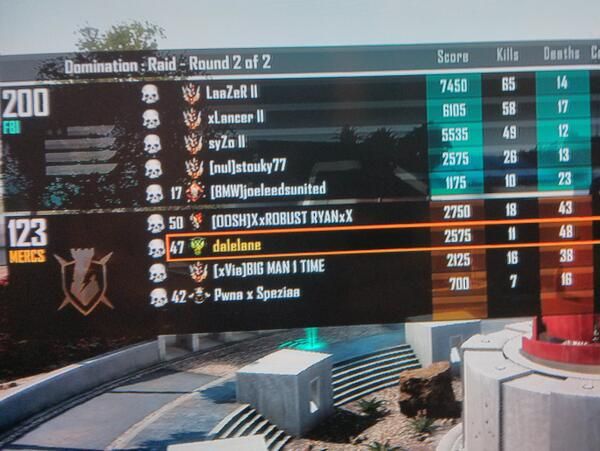 Domination : Raid - Round 2 of 2 Score Kills Deaths
200
FBI
LaaZeR II 7450 65 14
xLancer II 6105 58 17
syZo II 5535 49 12
[nul]stouky77 2575 26 13
17 [BMW]joeleedsunited 1175 10 23
123
MERCS
50 [OOSH]XxROBUST RYANxX 2750 18 43
47 dalelane 2575 11 48
[xVia]BIG MAN 1 TIME 2125 16 38
42 Pwna x Speziaa 700 7 16